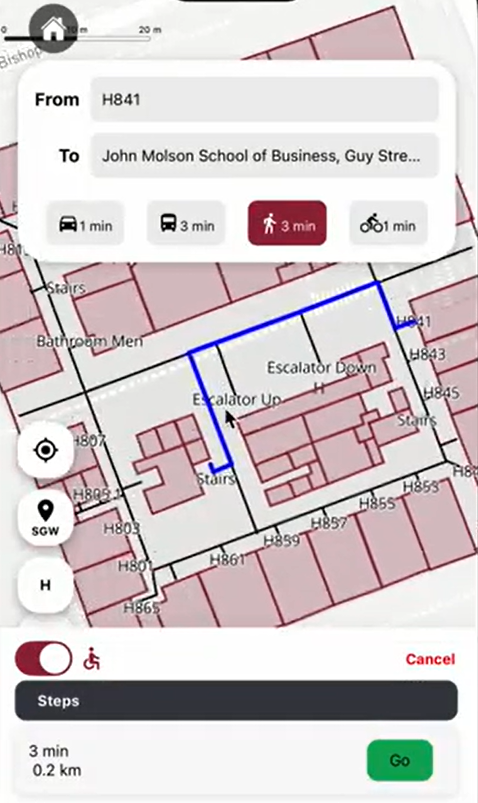 0 10 m 20 m
Bishop
From H841
To John Molson School of Business, Guy Stre...
1 min 3 min 3 min 1 min
H81
Stairs
H841
Bathroom Men
H843
Escalator Down
H
H845
Escalator Up
Stairs
H807
Stairs
H805.1
H853
H855
H803
H857
H859
H861
H801
H865
SGW
H
Cancel
Steps
3 min
0.2 km
Go